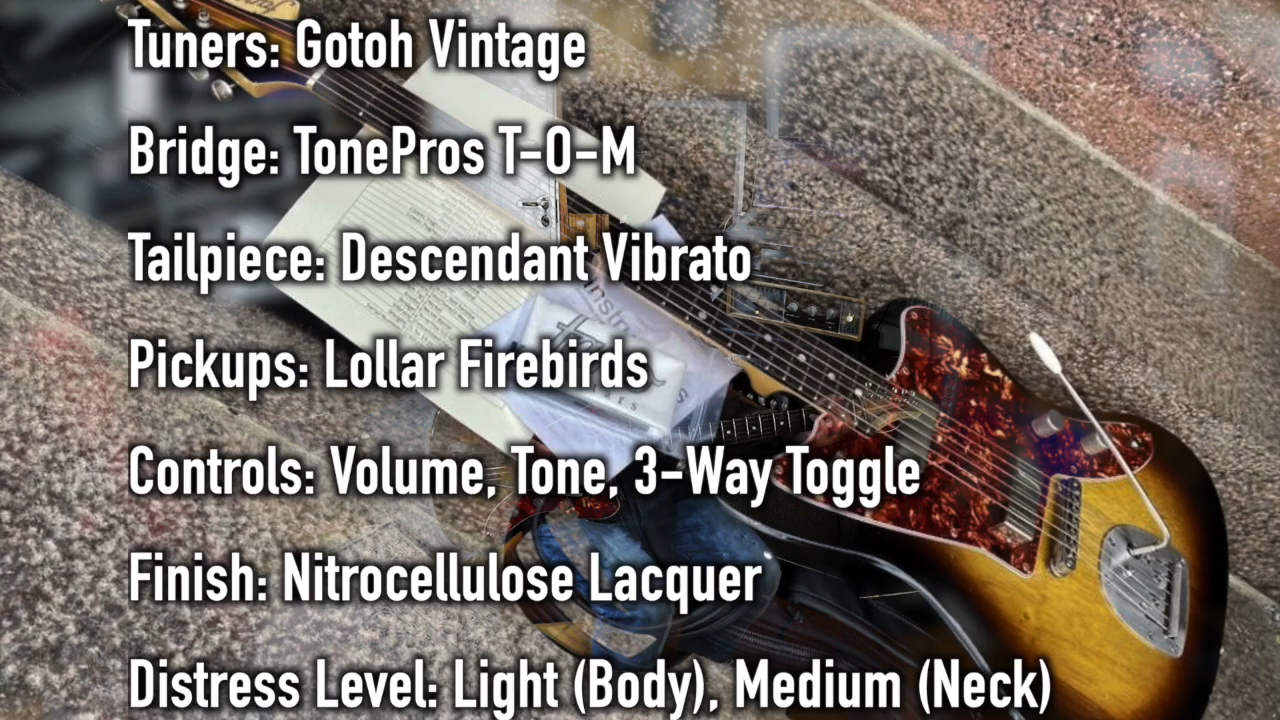 Tuners: Gotoh Vintage
Bridge: TonePros T-O-M
Tailpiece: Descendant Vibrato
Pickups: Lollar Firebirds
Controls: Volume, Tone, 3-Way Toggle
Finish: Nitrocellulose Lacquer
Distress Level: Light (Body), Medium (Neck)